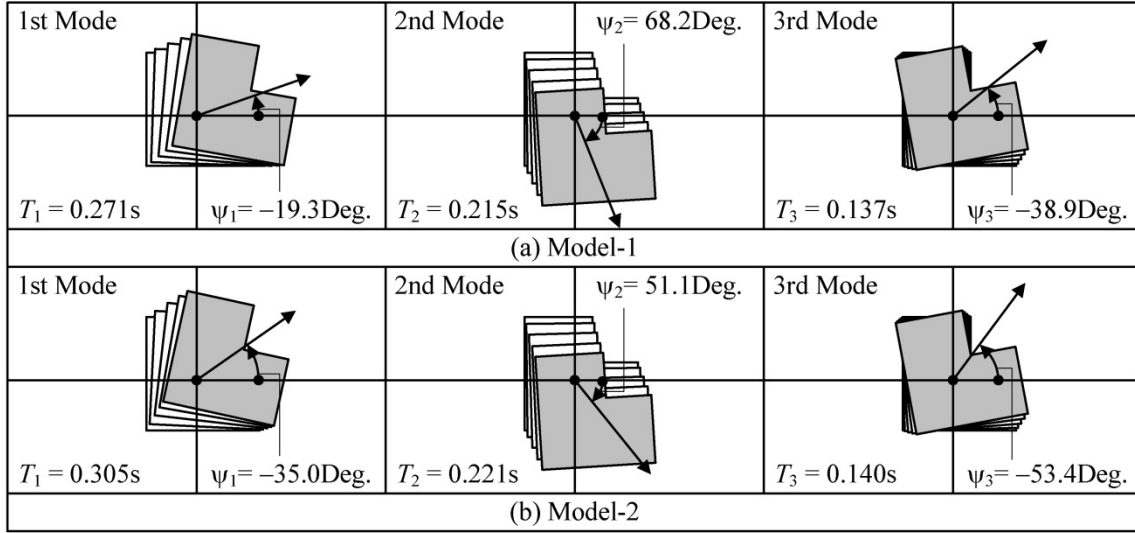 1st Mode
2nd Mode
ψ2= 68.2Deg.
3rd Mode
T1 = 0.271s
ψ1= −19.3Deg.
T2 = 0.215s
T3 = 0.137s
ψ3= −38.9Deg.
(a) Model-1
1st Mode
2nd Mode
ψ2= 51.1Deg.
3rd Mode
T1 = 0.305s
ψ1= −35.0Deg.
T2 = 0.221s
T3 = 0.140s
ψ3= −53.4Deg.
(b) Model-2